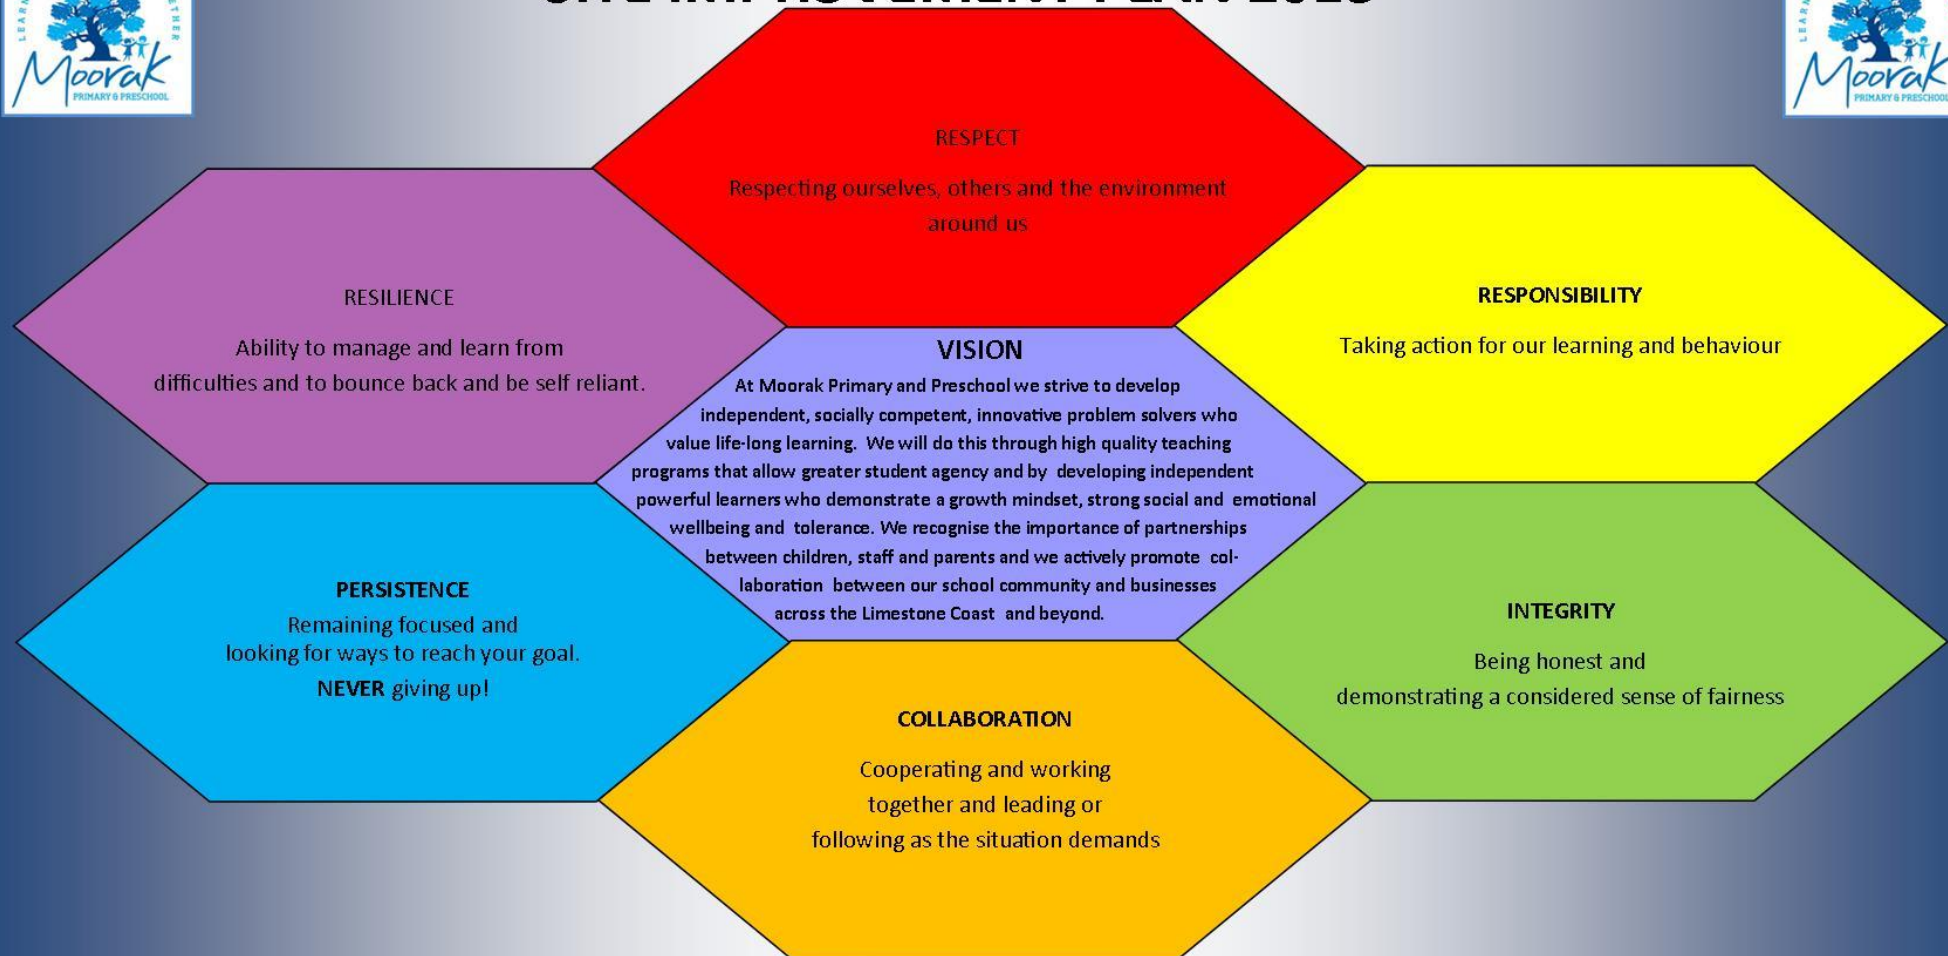 SITE IMPROVEMENT PLAN
LEARN
ETHER
Moorak
PRIMARY & PRESCHOOL
LEARN
Moorak
PRIMARY & PRESCHOOL
RESPECT
Respecting ourselves, others and the environment
around us
RESILIENCE
Ability to manage and learn from
difficulties and to bounce back and be self reliant.
RESPONSIBILITY
Taking action for our learning and behaviour
VISION
At Moorak Primary and Preschool we strive to develop
independent, socially competent, innovative problem solvers who
value life-long learning.  We will do this through high quality teaching
programs that allow greater student agency and by  developing independent
powerful learners who demonstrate a growth mindset, strong social and  emotional
wellbeing and  tolerance. We recognise the importance of partnerships
between children, staff and parents and we actively promote  col-
laboration  between our school community and businesses
across the Limestone Coast  and beyond.
PERSISTENCE
Remaining focused and
looking for ways to reach your goal.
NEVER giving up!
INTEGRITY
Being honest and
demonstrating a considered sense of fairness
COLLABORATION
Cooperating and working
together and leading or
following as the situation demands